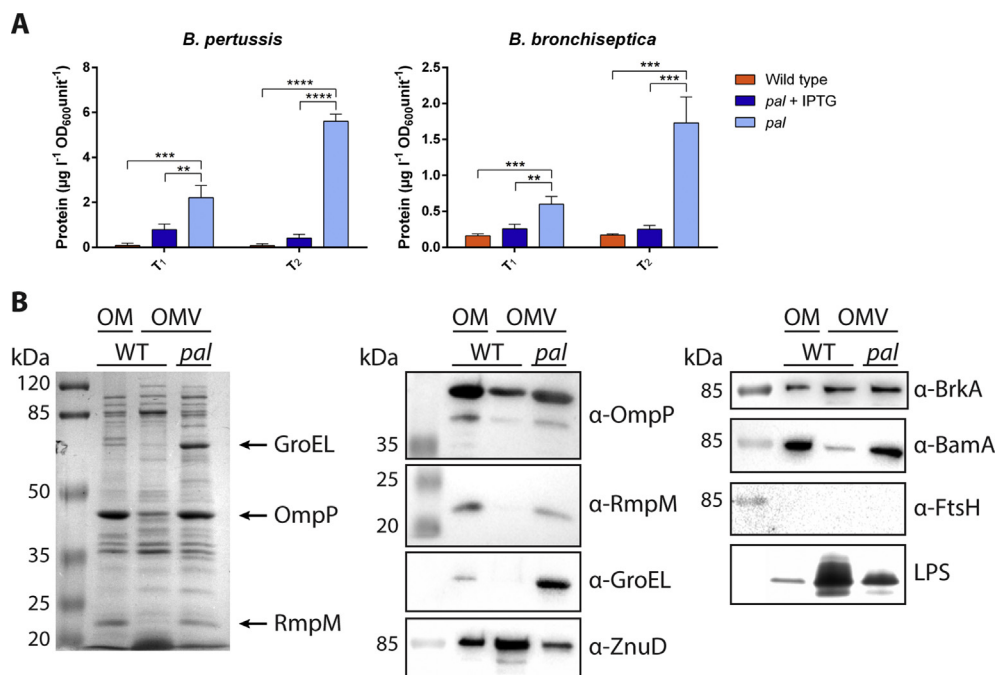 A
B. pertussis
B. bronchiseptica
Protein (µg l-1 OD600unit-1)
8
6
4
2
0
T1
T2
**** 
****
***
**
Protein (µg l-1 OD600unit-1)
2.5
2.0
1.5
1.0
0.5
0.0
T1
T2
***
***
***
**
Wild type
pal + IPTG
pal
B
OM OMV
kDa WT pal
120
85
50
35
25
20
GroEL
OmpP
RmpM
OM OMV
kDa WT pal
35
α-OmpP
25
20
α-RmpM
α-GroEL
85
α-ZnuD
OM OMV
kDa WT pal
85
α-BrkA
85
α-BamA
85
α-FtsH
LPS